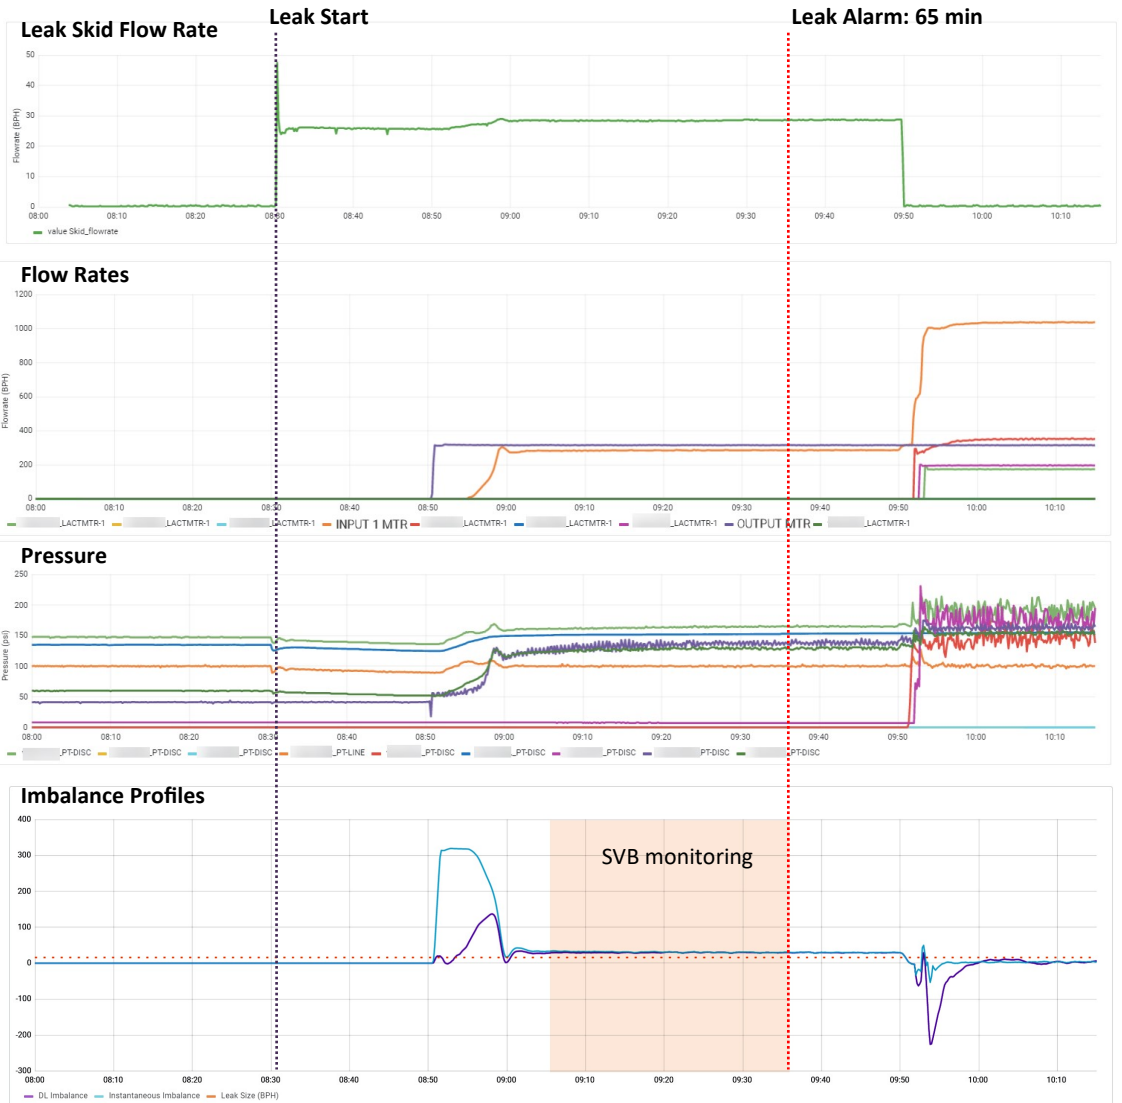 Leak Start
Leak Alarm: 65 min
Leak Skid Flow Rate
50
40
30
20
10
0
Flowrate (BPH)
08:00 08:10 08:20 08:30 08:40 08:50 09:00 09:10 09:20 09:30 09:40 09:50 10:00 10:10
value Skid_flowrate
Flow Rates
1200
1000
800
600
400
200
0
Flowrate (BPH)
08:00 08:10 08:20 08:30 08:40 08:50 09:00 09:10 09:20 09:30 09:40 09:50 10:00 10:10
_LACTMTR-1 _LACTMTR-1 _LACTMTR-1 INPUT 1 MTR _LACTMTR-1 _LACTMTR-1 _LACTMTR-1 OUTPUT MTR _LACTMTR-1
Pressure
250
200
150
100
50
0
Pressure (psi)
08:00 08:10 08:20 08:30 08:40 08:50 09:00 09:10 09:20 09:30 09:40 09:50 10:00 10:10
_PT-DISC _PT-DISC _PT-DISC _PT-LINE _PT-DISC _PT-DISC _PT-DISC _PT-DISC _PT-DISC
Imbalance Profiles
400
300
200
100
0
-100
-200
-300
SVB monitoring
08:00 08:10 08:20 08:30 08:40 08:50 09:00 09:10 09:20 09:30 09:40 09:50 10:00 10:10
DL Imbalance Instantaneous Imbalance Leak Size (BPH)